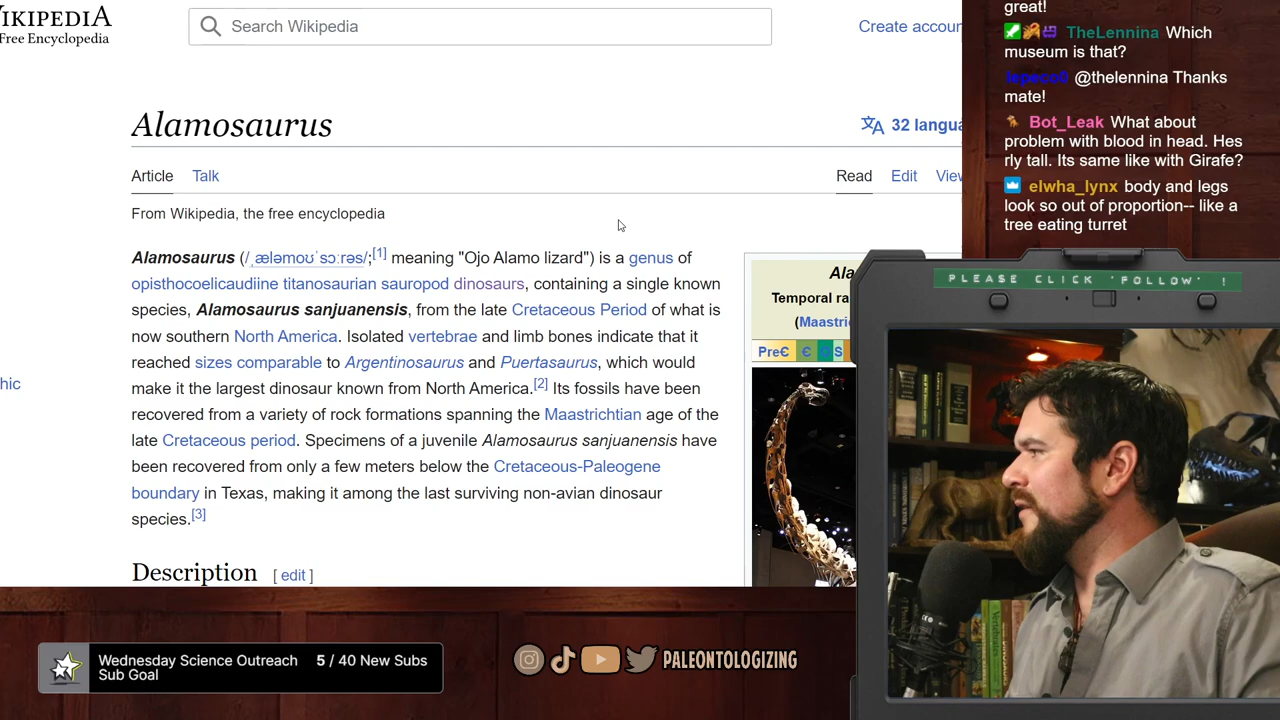 WIKIPEDIA
Free Encyclopedia
Search Wikipedia
Create accoun
Alamosaurus
32 langua
Article Talk
Read Edit View
From Wikipedia, the free encyclopedia
Alamosaurus (/ˌæləmoʊˈsɔːrəs/;[1] meaning "Ojo Alamo lizard") is a genus of
opisthocoelicaudiine titanosaurian sauropod dinosaurs, containing a single known
species, Alamosaurus sanjuanensis, from the late Cretaceous Period of what is
now southern North America. Isolated vertebrae and limb bones indicate that it
reached sizes comparable to Argentinosaurus and Puertasaurus, which would
make it the largest dinosaur known from North America.[2] Its fossils have been
recovered from a variety of rock formations spanning the Maastrichtian age of the
late Cretaceous period. Specimens of a juvenile Alamosaurus sanjuanensis have
been recovered from only a few meters below the Cretaceous-Paleogene
boundary in Texas, making it among the last surviving non-avian dinosaur
species.[3]
hic
Description [ edit ]
Ala
Temporal ra
(Maastri
PreꞒ Ꞓ O S
great!
TheLennina Which
museum is that?
lepeco0 @thelennina Thanks
mate!
Bot_Leak What about
problem with blood in head. Hes
rly tall. Its same like with Girafe?
elwha_lynx body and legs
look so out of proportion-- like a
tree eating turret
PLEASE CLICK 'FOLLOW' !
Wednesday Science Outreach 5 / 40 New Subs
Sub Goal
PALEONTOLOGIZING